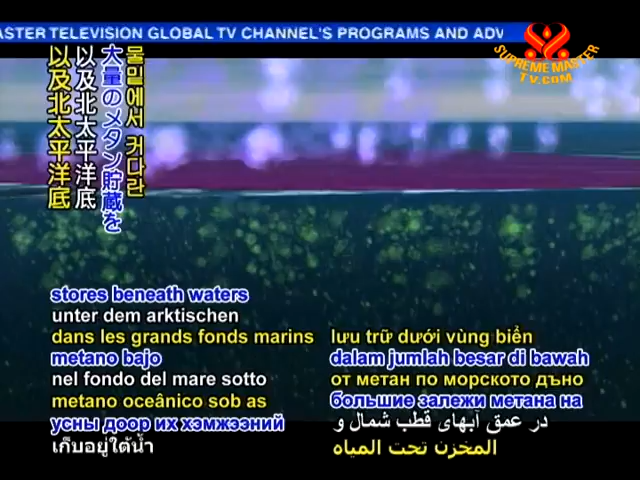 ASTER TELEVISION GLOBAL TV CHANNEL'S PROGRAMS AND ADV
SUPREME MASTER
TV.COM
물밑에서 커다란
大量のメタン貯蔵を
以及北太平洋底
以及北太平洋底
stores beneath waters
unter dem arktischen
dans les grands fonds marins
metano bajo
nel fondo del mare sotto
metano oceânico sob as
усны доор их хэмжээний
เก็บอยู่ใต้น้ำ
lưu trữ dưới vùng biển
dalam jumlah besar di bawah
от метан по морското дъно
большие залежи метана на
در عمق آبهای قطب شمال و
المخزن تحت المياه